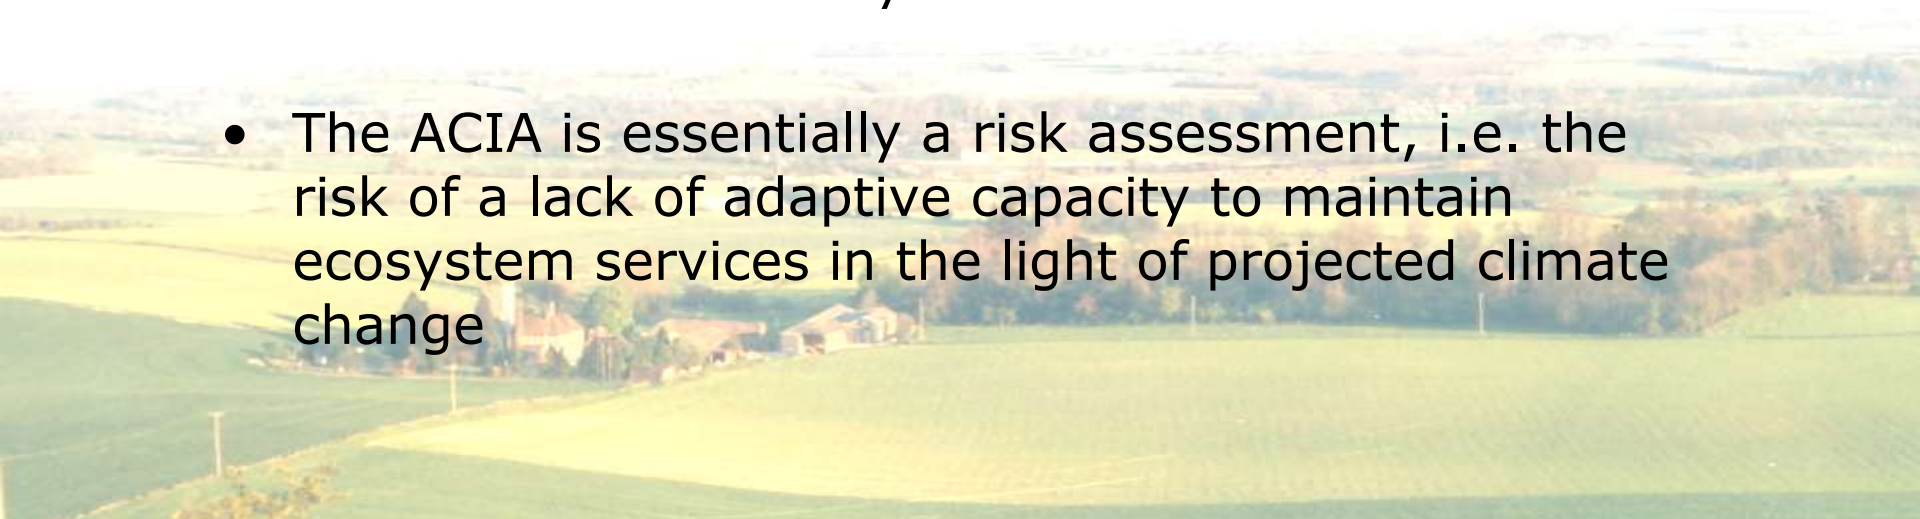 • The ACIA is essentially a risk assessment, i.e. the
risk of a lack of adaptive capacity to maintain
ecosystem services in the light of projected climate
change